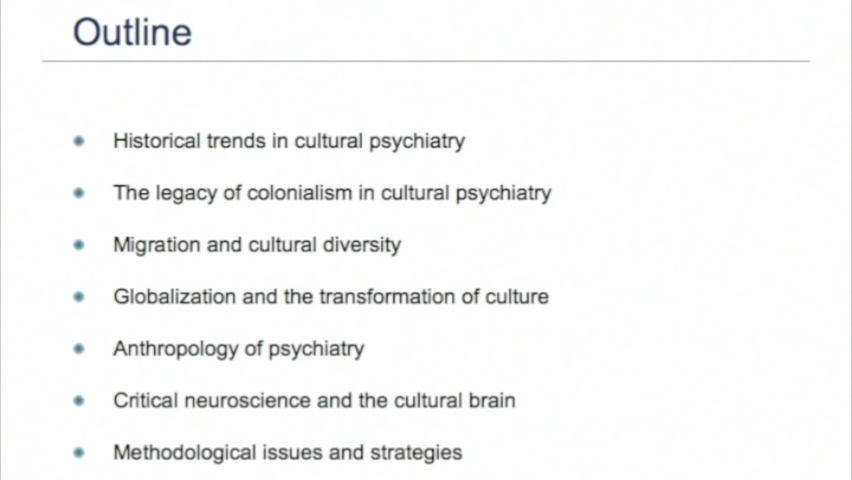 Outline
Historical trends in cultural psychiatry
The legacy of colonialism in cultural psychiatry
Migration and cultural diversity
Globalization and the transformation of culture
Anthropology of psychiatry
Critical neuroscience and the cultural brain
Methodological issues and strategies